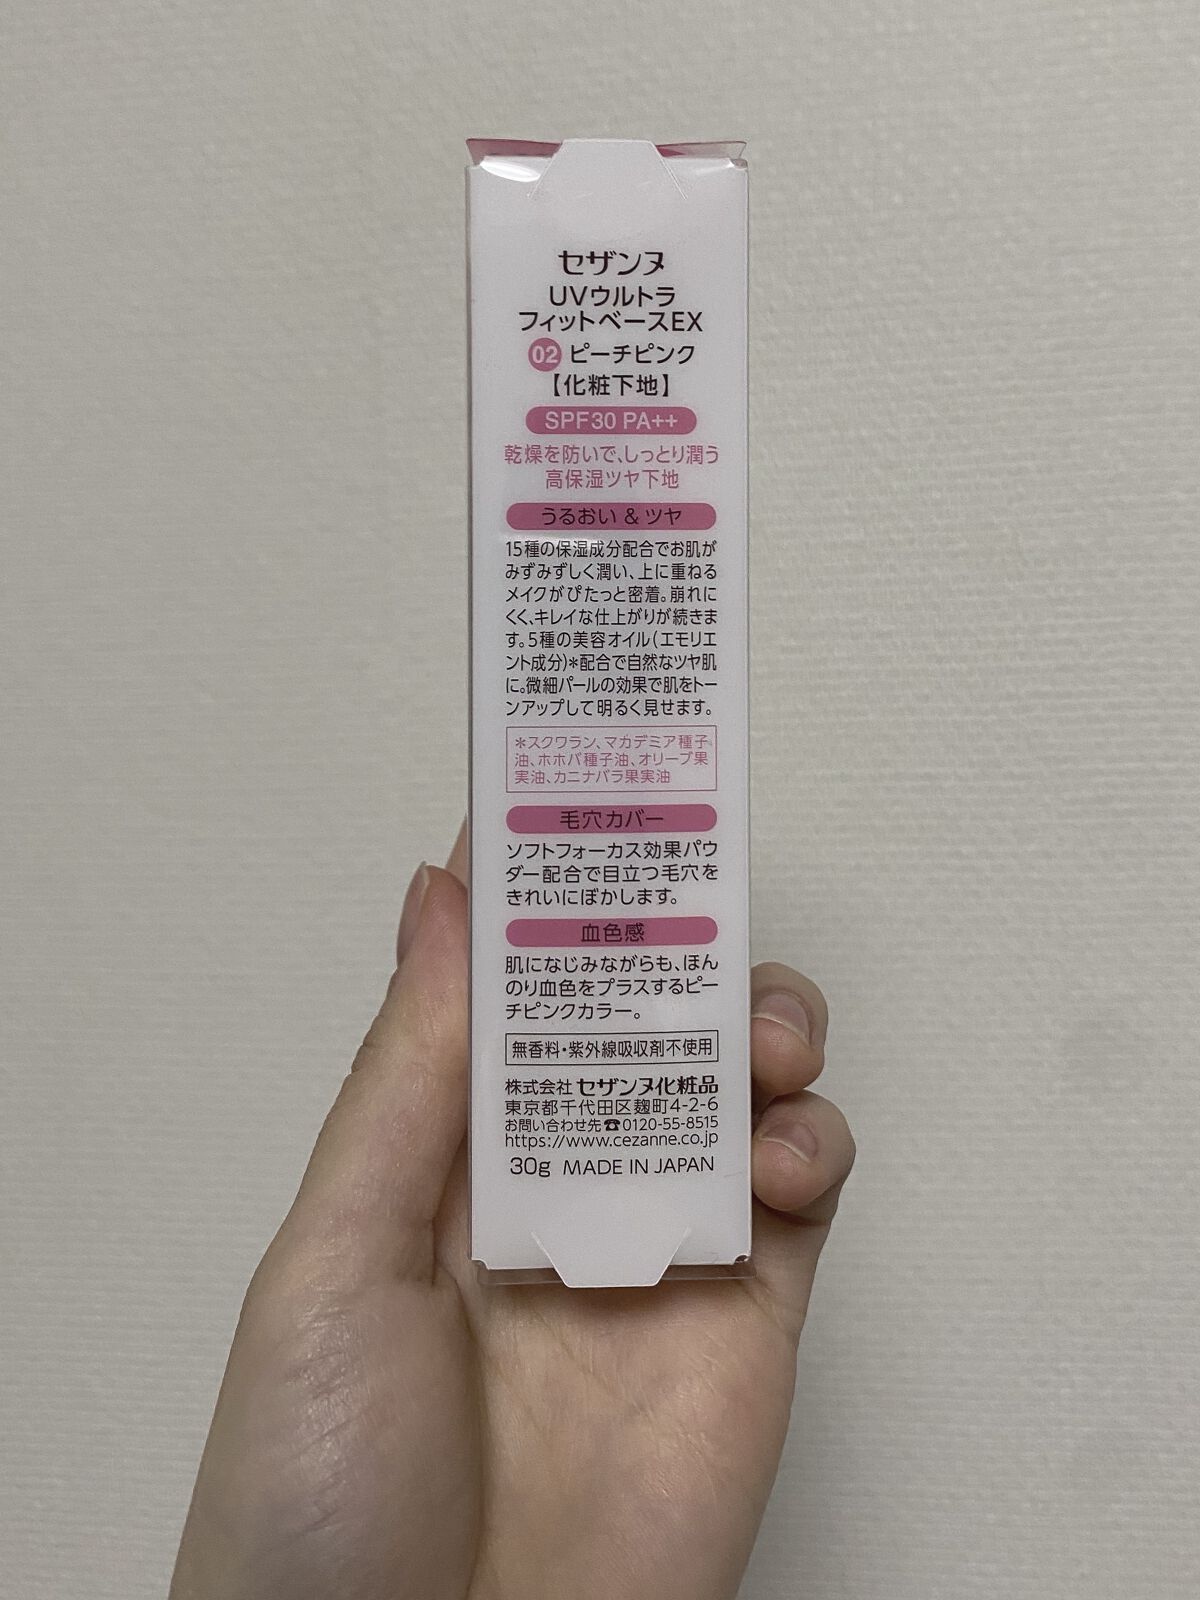 セザンヌ
UVウルトラ
フィットベースEX
02 ピーチピンク
【化粧下地】
SPF30 PA++
乾燥を防いで、しっとり潤う
高保湿ツヤ下地
うるおい & ツヤ
15種の保湿成分配合でお肌が
みずみずしく潤い、上に重ねる
メイクがぴたっと密着。崩れに
くく、キレイな仕上がりが続きま
す。5種の美容オイル(エモリエ
ント成分)*配合で自然なツヤ肌
に。微細パールの効果で肌をトー
ンアップして明るく見せます。
*スクワラン、マカデミア種子
油、ホホバ種子油、オリーブ果
実油、カニナバラ果実油
毛穴カバー
ソフトフォーカス効果パウ
ダー配合で目立つ毛穴を
きれいにぼかします。
血色感
肌になじみながらも、ほん
のり血色をプラスするピー
チピンクカラー。
無香料・紫外線吸収剤不使用
株式会社 セザンヌ化粧品
東京都千代田区麹町4-2-6
お問い合わせ先☎0120-55-8515
https://www.cezanne.co.jp
30g MADE IN JAPAN